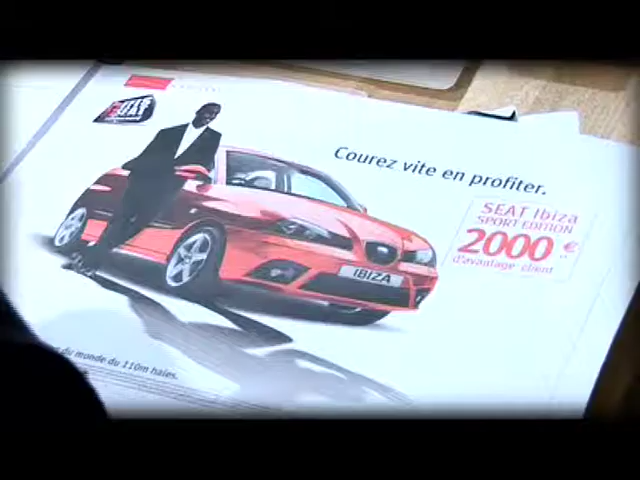 Courez vite en profiter.
SEAT Ibiza
SPORT EDITION
2000 €
d'avantage client
IBIZA
du monde du 110m haies.